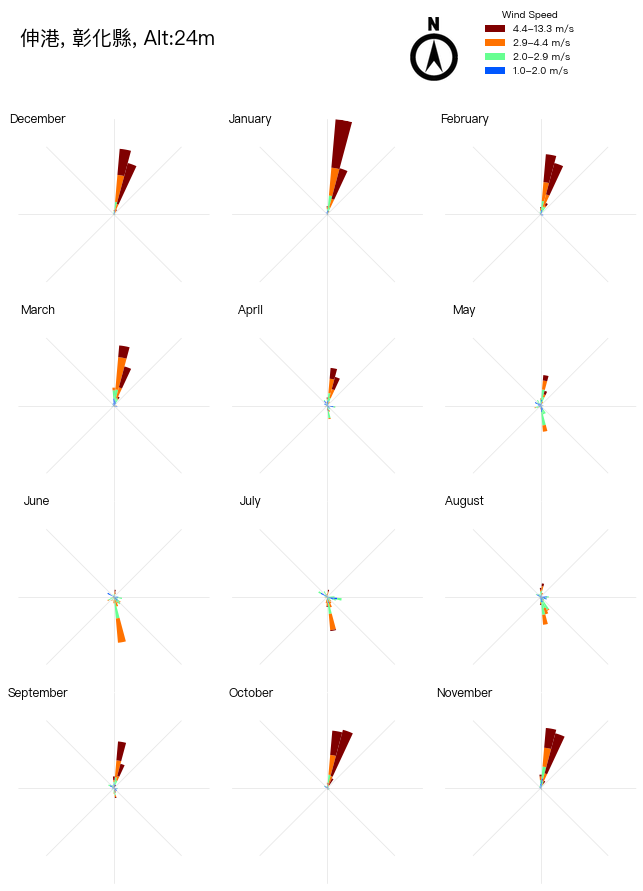 伸港, 彰化縣, Alt:24m
N
Wind Speed
4.4–13.3 m/s
2.9–4.4 m/s
2.0–2.9 m/s
1.0–2.0 m/s
December
January
February
March
April
May
June
July
August
September
October
November